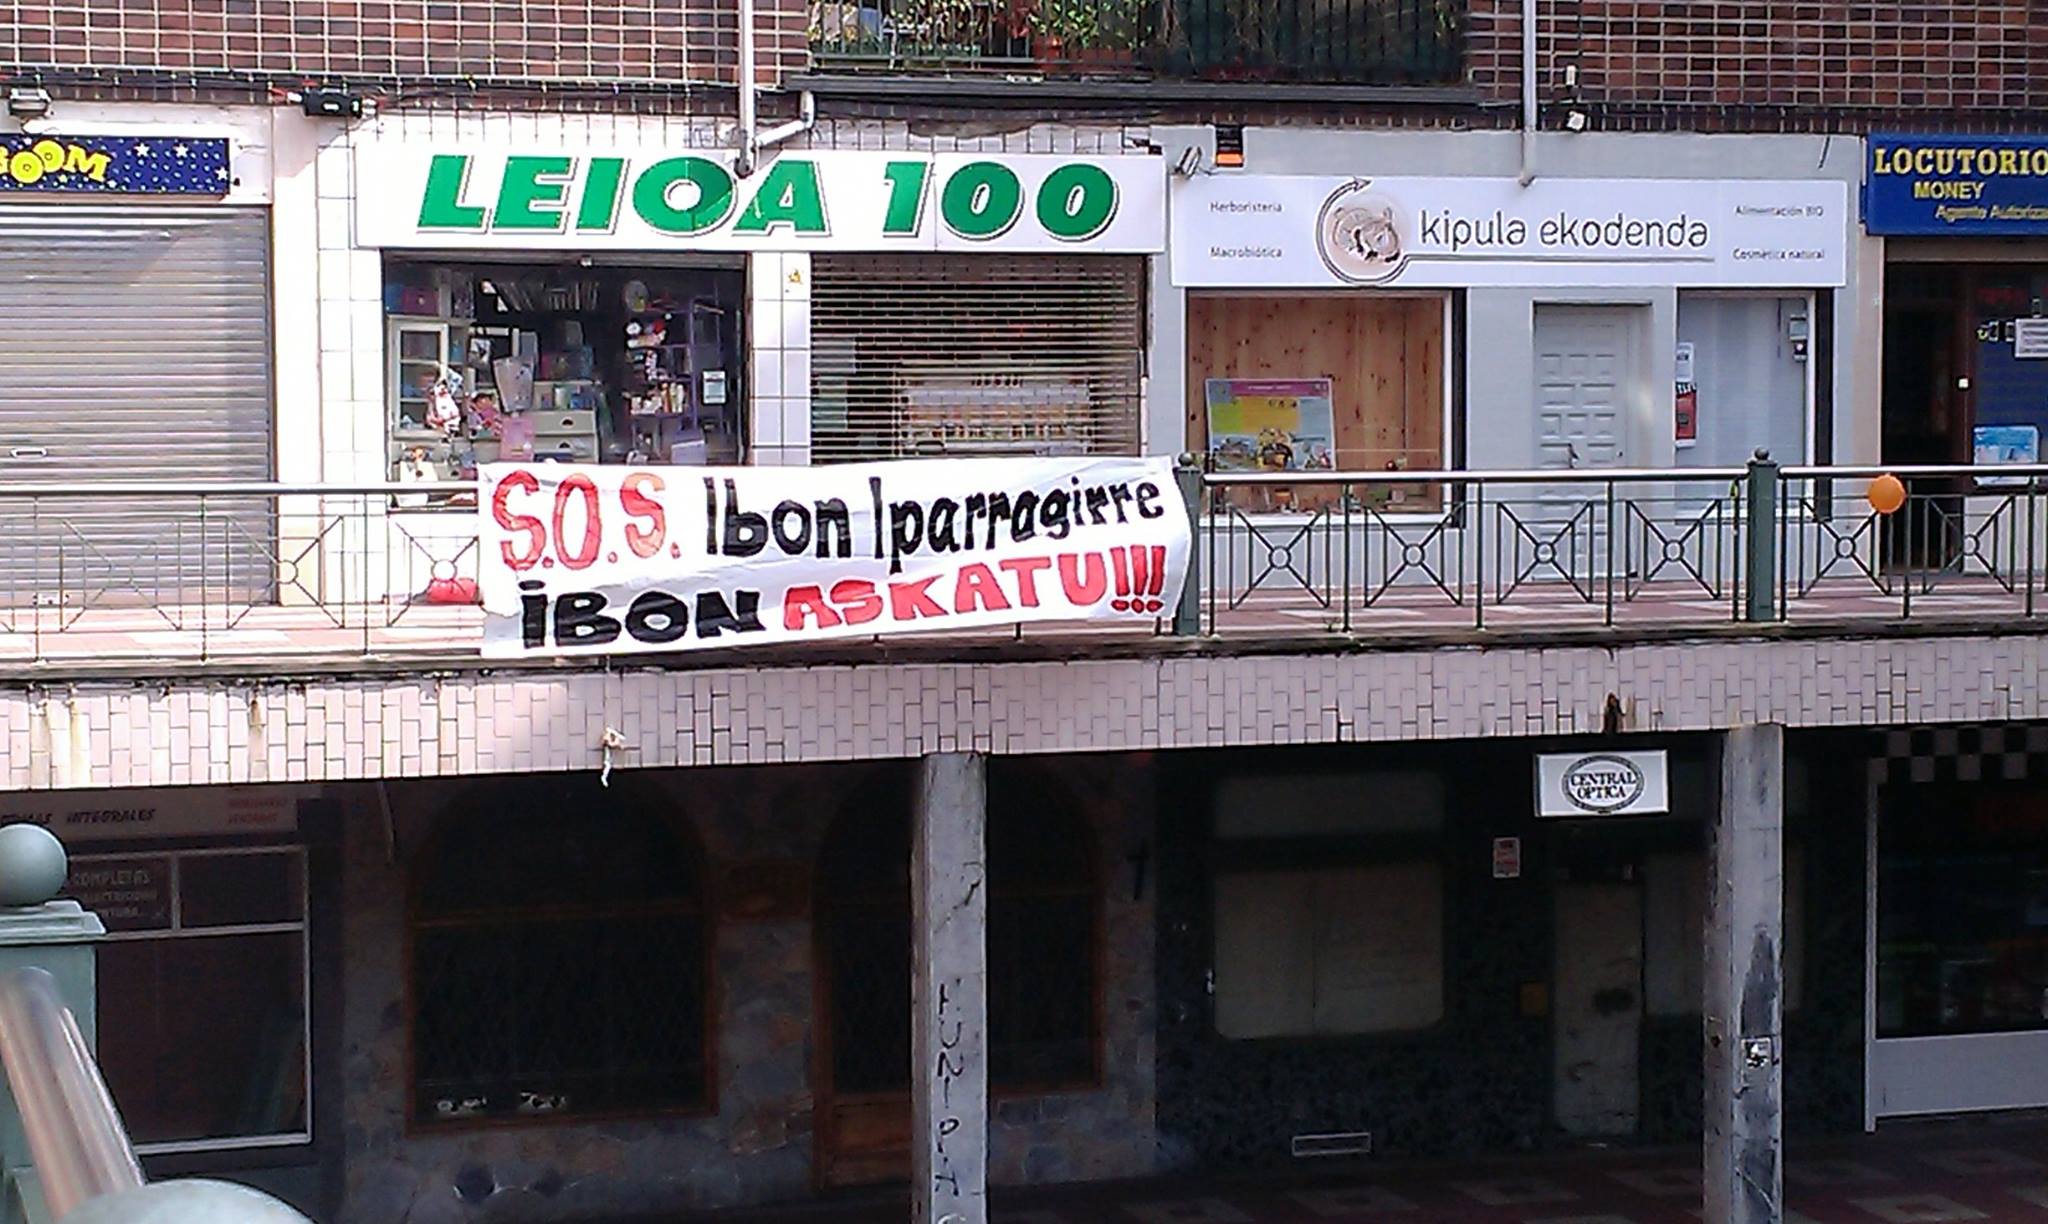 LEIOA 100
Herboristeria
Macrobiótica
kipula ekodenda
Alimentación BIO
Cosmética natural
LOCUTORIO
MONEY
S.O.S. Ibon Iparragirre
iBON ASKATU!!!
CENTRAL
OPTICA
INTEGRALES
COMPLETAS